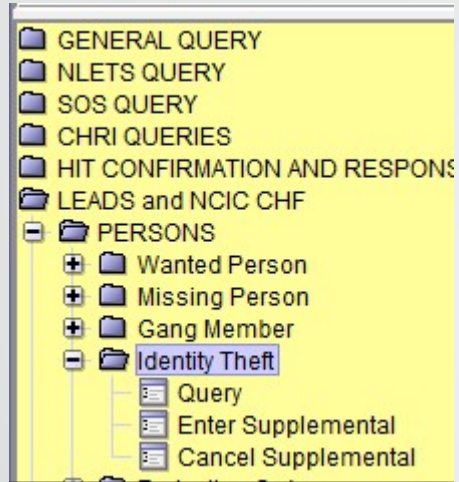 GENERAL QUERY
NLETS QUERY
SOS QUERY
CHRI QUERIES
HIT CONFIRMATION AND RESPONS
LEADS and NCIC CHF
PERSONS
Wanted Person
Missing Person
Gang Member
Identity Theft
Query
Enter Supplemental
Cancel Supplemental